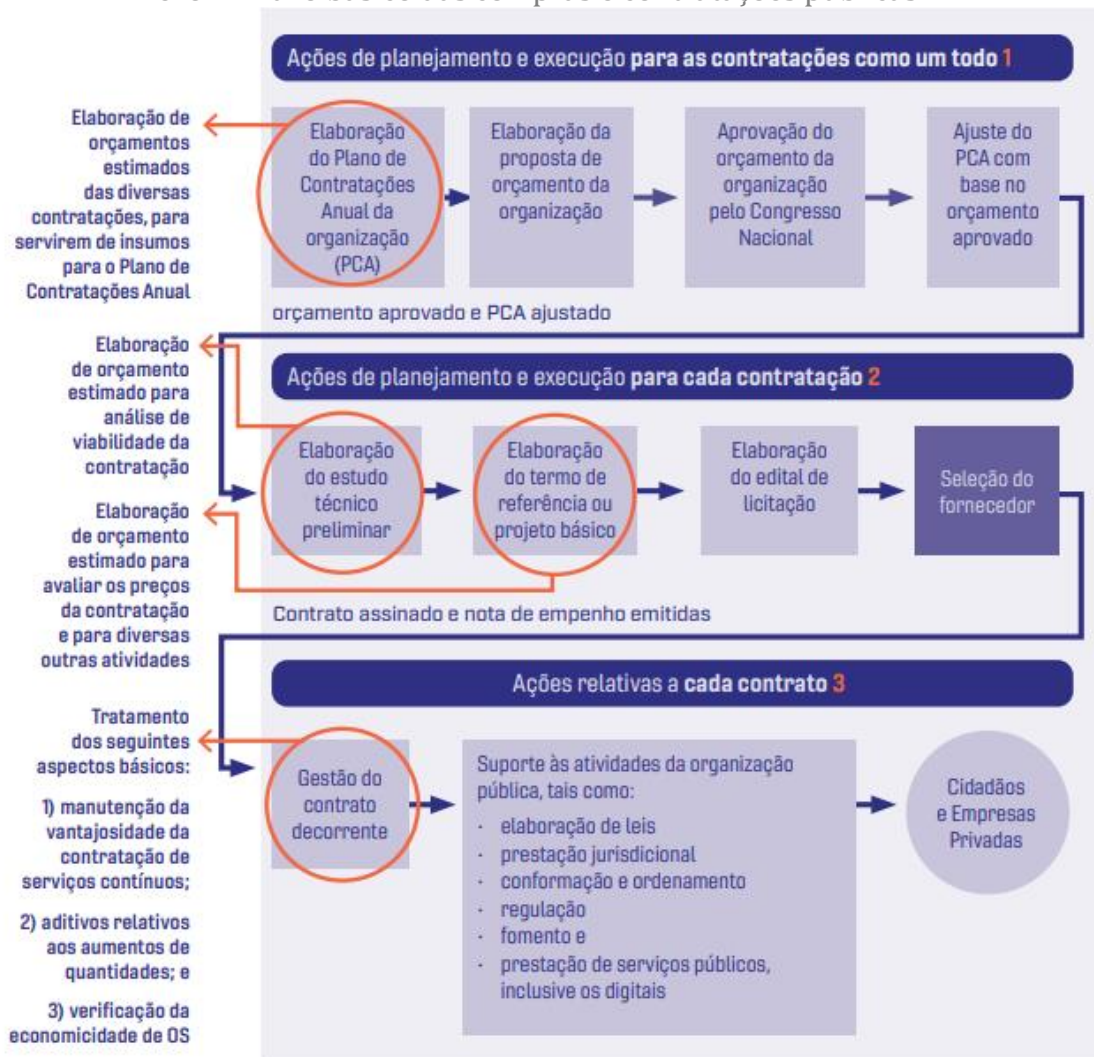 Ações de planejamento e execução para as contratações como um todo 1
Elaboração de
orçamentos
estimados
das diversas
contratações, para
servirem de insumos
para o Plano de
Contratações Anual
Elaboração
do Plano de
Contratações
Anual da
organização
(PCA)
Elaboração da
proposta de
orçamento da
organização
Aprovação do
orçamento da
organização
pelo Congresso
Nacional
Ajuste do
PCA com
base no
orçamento
aprovado
orçamento aprovado e PCA ajustado
Elaboração
de orçamento
estimado para
análise de
viabilidade da
contratação
Ações de planejamento e execução para cada contratação 2
Elaboração
do estudo
técnico
preliminar
Elaboração
do termo de
referência ou
projeto básico
Elaboração
do edital de
licitação
Seleção do
fornecedor
Elaboração
de orçamento
estimado para
avaliar os preços
da contratação
e para diversas
outras atividades
Contrato assinado e nota de empenho emitidas
Ações relativas a cada contrato 3
Tratamento
dos seguintes
aspectos básicos:
1) manutenção da
vantajosidade da
contratação de
serviços contínuos;
2) aditivos relativos
aos aumentos de
quantidades; e
3) verificação da
economicidade de OS
Gestão do
contrato
decorrente
Suporte às atividades da organização
pública, tais como:
· elaboração de leis
· prestação jurisdicional
· conformação e ordenamento
· regulação
· fomento e
· prestação de serviços públicos,
inclusive os digitais
Cidadãos
e Empresas
Privadas